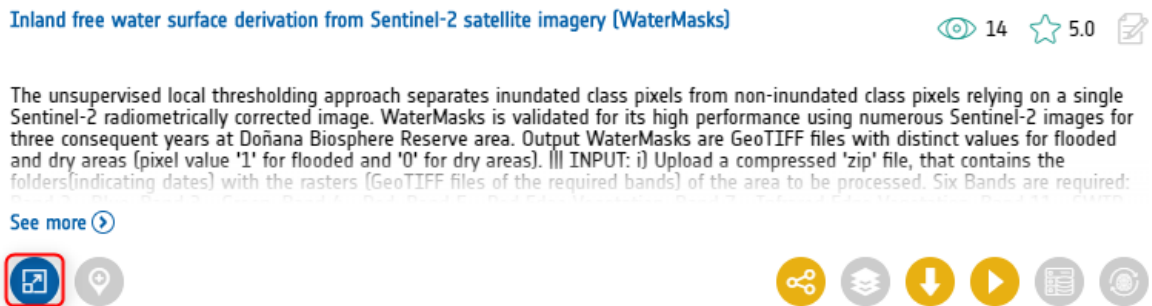 Inland free water surface derivation from Sentinel-2 satellite imagery (WaterMasks)
14
5.0
The unsupervised local thresholding approach separates inundated class pixels from non-inundated class pixels relying on a single
Sentinel-2 radiometrically corrected image. WaterMasks is validated for its high performance using numerous Sentinel-2 images for
three consequent years at Doñana Biosphere Reserve area. Output WaterMasks are GeoTIFF files with distinct values for flooded
and dry areas (pixel value '1' for flooded and '0' for dry areas). ||| INPUT: i) Upload a compressed 'zip' file, that contains the
folders(indicating dates) with the rasters (GeoTIFF files of the required bands) of the area to be processed. Six Bands are required:
See more